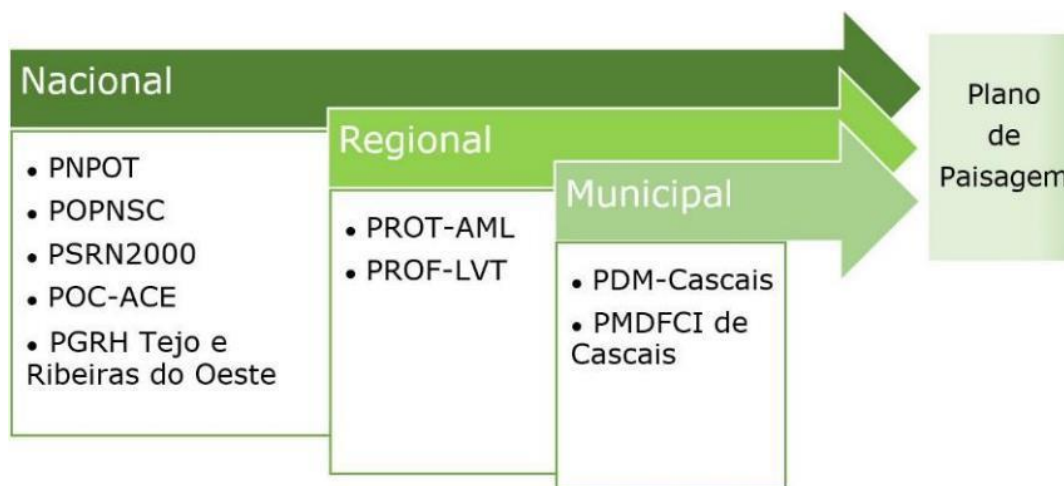 Nacional
• PNPOT
• POPNSC
• PSRN2000
• POC-ACE
• PGRH Tejo e
Ribeiras do Oeste
Regional
• PROT-AML
• PROF-LVT
Municipal
• PDM-Cascais
• PMDFCI de
Cascais
Plano
de
Paisagem